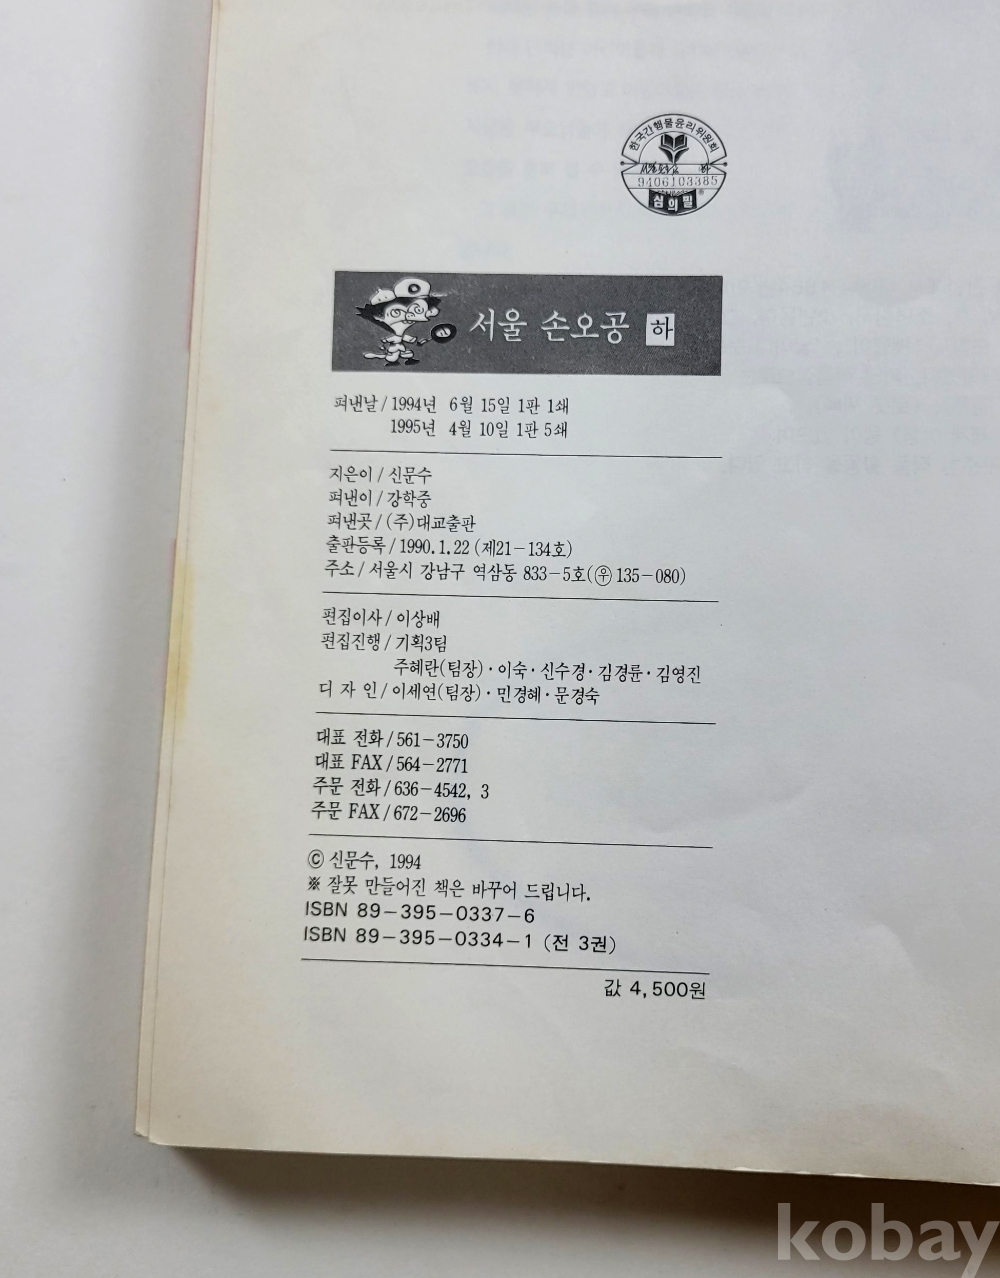 한국간행물윤리위원회
9406103385
심의필
서울 손오공 하
펴낸날/1994년 6월 15일 1판 1쇄
1995년 4월 10일 1판 5쇄
지은이/신문수
펴낸이/강학중
펴낸곳/(주)대교출판
출판등록/1990.1.22 (제21-134호)
주소/서울시 강남구 역삼동 833-5호(㉾135-080)
편집이사/이상배
편집진행/기획3팀
주혜란(팀장)·이숙·신수경·김경륜·김영진
디 자 인/이세연(팀장)·민경혜·문경숙
대표 전화/561-3750
대표 FAX/564-2771
주문 전화/636-4542, 3
주문 FAX/672-2696
ⓒ 신문수, 1994
※ 잘못 만들어진 책은 바꾸어 드립니다.
ISBN 89-395-0337-6
ISBN 89-395-0334-1 (전 3권)
값 4,500원
kobay